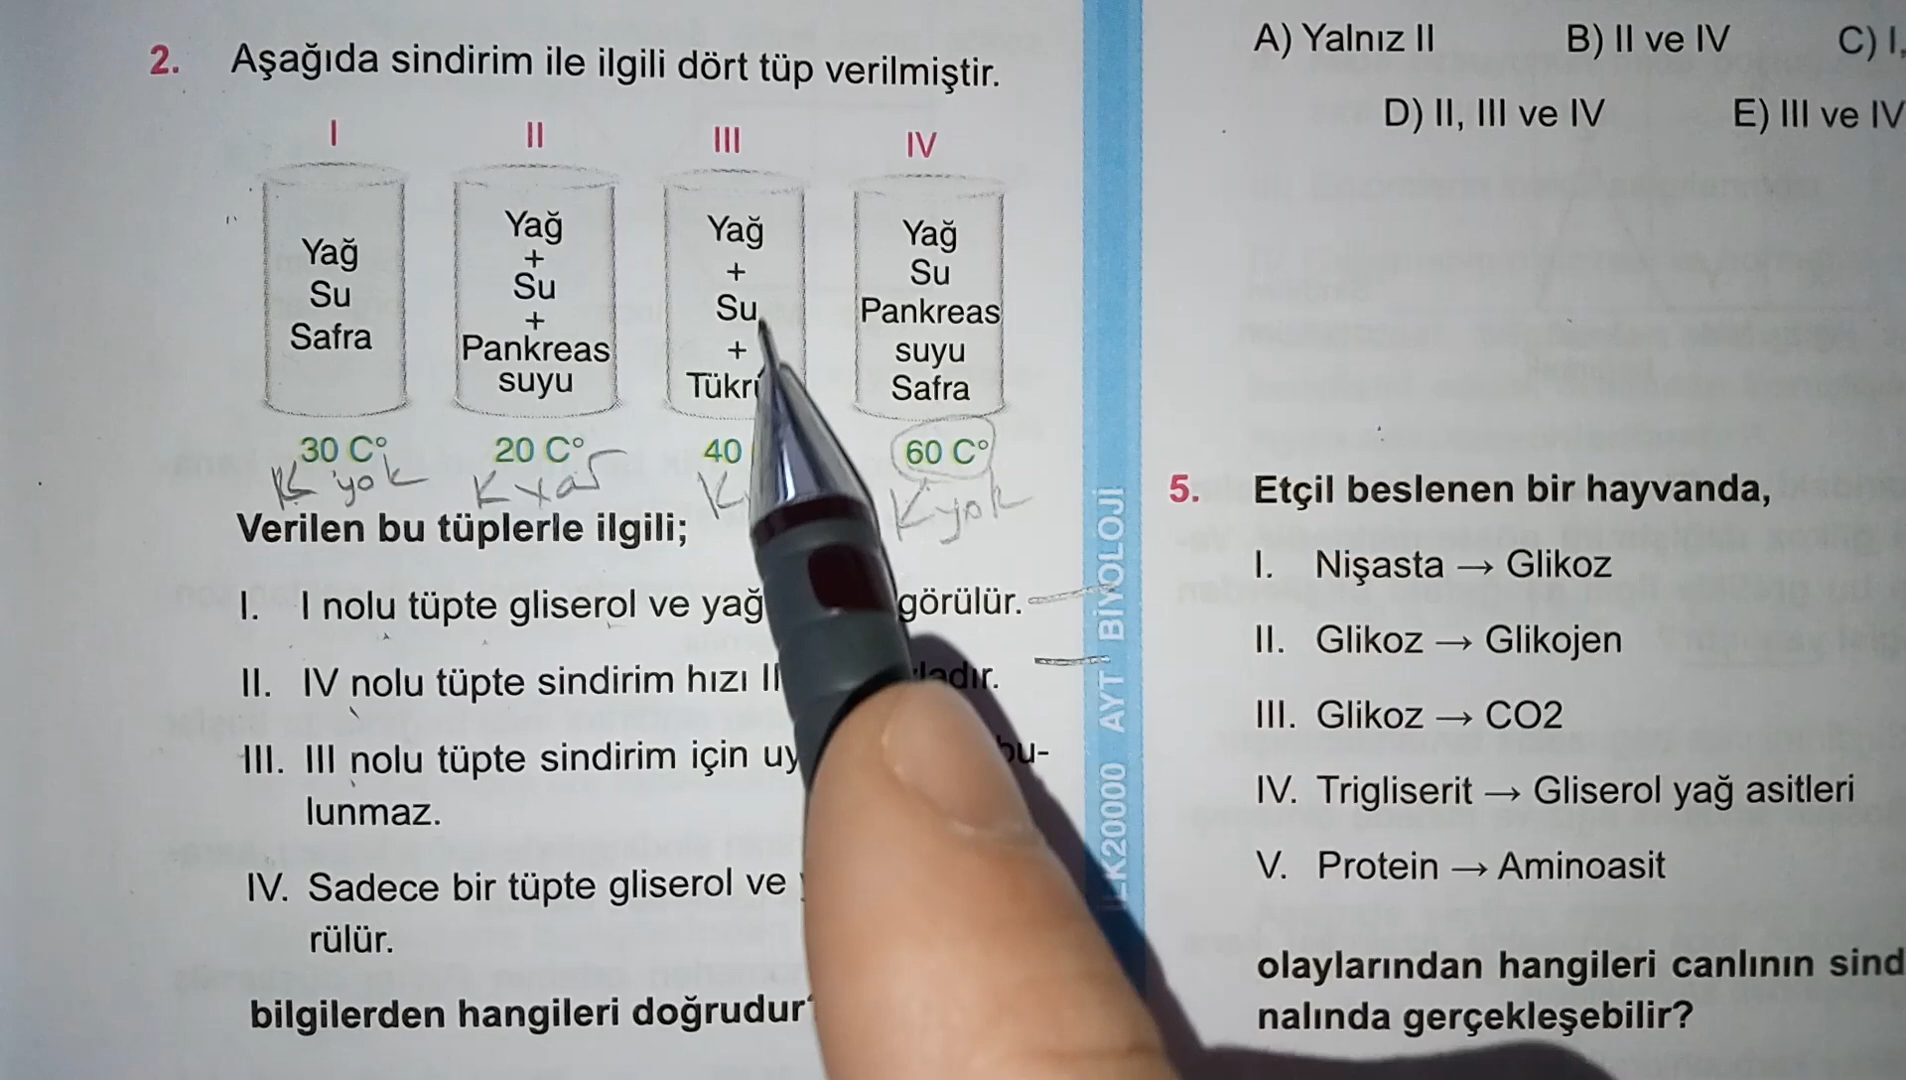 2. Aşağıda sindirim ile ilgili dört tüp verilmiştir.
I II III IV
Yağ
Su
Safra
30 C°
K yok
Yağ
+
Su
+
Pankreas
suyu
20 C°
K var
Yağ
+
Su
+
40
K
Yağ
Su
Pankreas
suyu
Safra
60 C°
K yok
Verilen bu tüplerle ilgili;
I. I nolu tüpte gliserol ve yağ görülür.
II. IV nolu tüpte sindirim hızı
III. III nolu tüpte sindirim için bu-
lunmaz.
IV. Sadece bir tüpte gliserol ve
rülür.
bilgilerden hangileri doğrudur
İLK20000 AYT BİYOLOJİ
A) Yalnız II B) II ve IV C) I,
D) II, III ve IV E) III ve IV
5. Etçil beslenen bir hayvanda,
I. Nişasta → Glikoz
II. Glikoz → Glikojen
III. Glikoz → CO2
IV. Trigliserit → Gliserol yağ asitleri
V. Protein → Aminoasit
olaylarından hangileri canlının sind
nalında gerçekleşebilir?